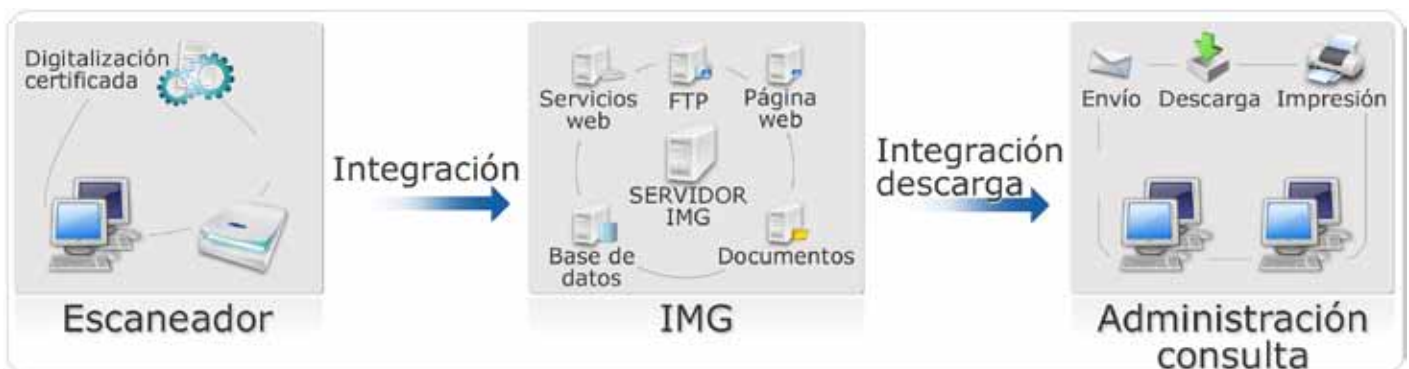 Digitalización
certificada
Escaneador
Integración
Servicios
web
FTP
Página
web
SERVIDOR
IMG
Base de
datos
Documentos
IMG
Integración
descarga
Envío
Descarga
Impresión
Administración
consulta